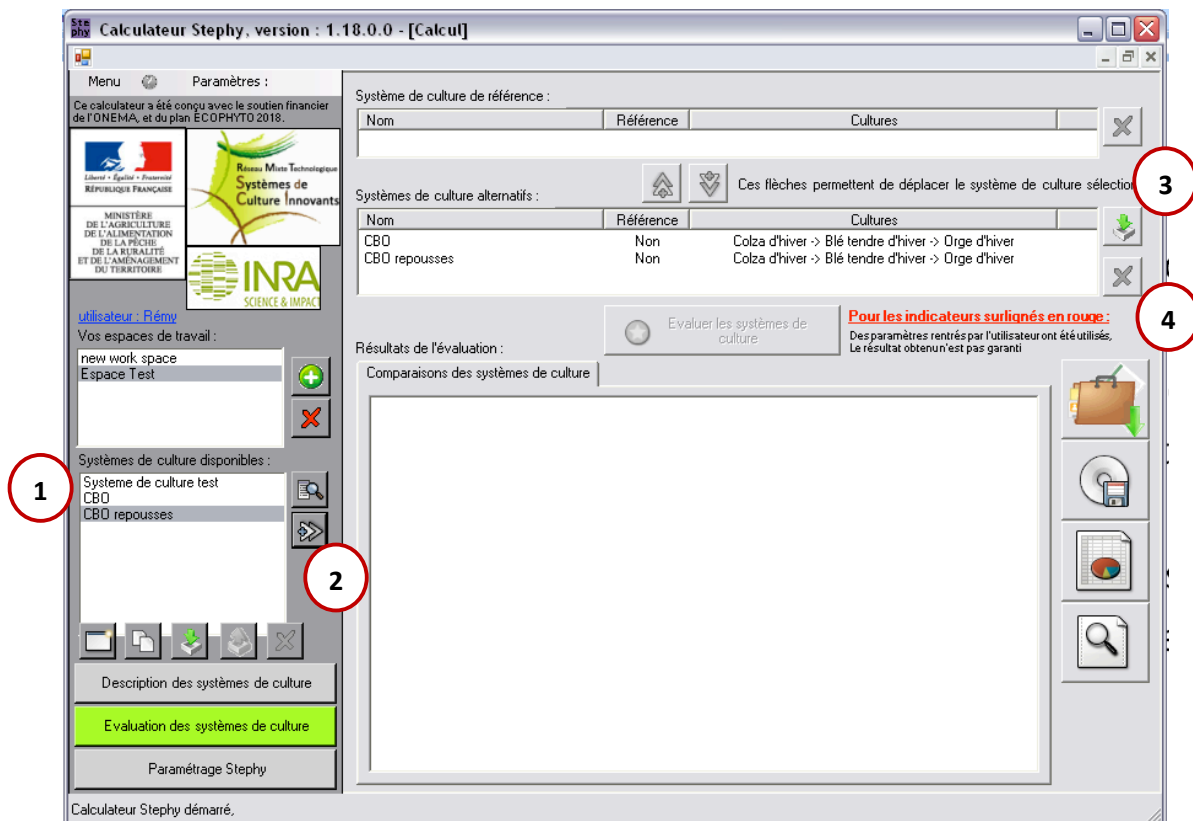 Ste
phy
Calculateur Stephy, version : 1.18.0.0 - [Calcul]
Menu
Paramètres :
Ce calculateur a été conçu avec le soutien financier
de l'ONEMA, et du plan ECOPHYTO 2018.
Liberté • Égalité • Fraternité
RÉPUBLIQUE FRANÇAISE
MINISTÈRE
DE L'AGRICULTURE
DE L'ALIMENTATION
DE LA PÊCHE
DE LA RURALITÉ
ET DE L'AMÉNAGEMENT
DU TERRITOIRE
Réseau Mixte Technologique
Systèmes de
Culture Innovants
INRA
SCIENCE & IMPACT
utilisateur : Rémy
Vos espaces de travail :
new work space
Espace Test
Systèmes de culture disponibles :
1
Systeme de culture test
CBO
CBO repousses
2
Description des systèmes de culture
Evaluation des systèmes de culture
Paramétrage Stephy
Calculateur Stephy démarré,
Système de culture de référence :
Nom Référence Cultures
Ces flèches permettent de déplacer le système de culture sélection
3
Systèmes de culture alternatifs :
Nom Référence Cultures
CBO Non Colza d'hiver -> Blé tendre d'hiver -> Orge d'hiver
CBO repousses Non Colza d'hiver -> Blé tendre d'hiver -> Orge d'hiver
Evaluer les systèmes de
culture
Pour les indicateurs surlignés en rouge :
4
Des paramètres rentrés par l'utilisateur ont été utilisés,
Le résultat obtenu n'est pas garanti
Résultats de l'évaluation :
Comparaisons des systèmes de culture